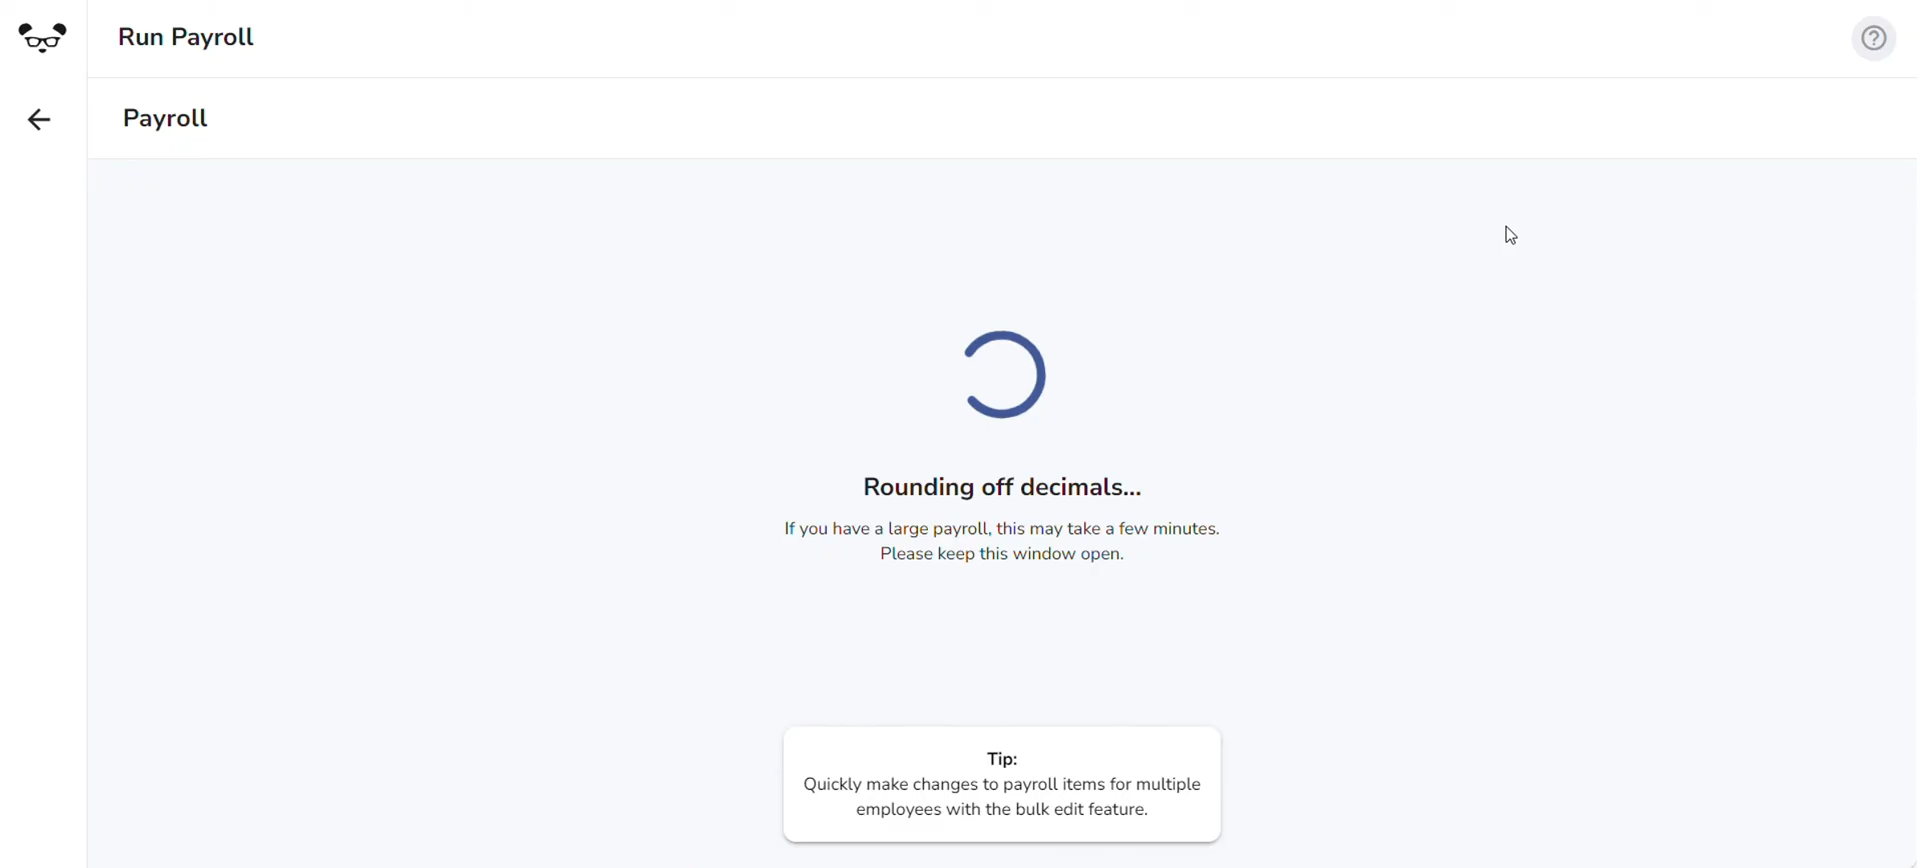 Run Payroll
Payroll
Rounding off decimals...
If you have a large payroll, this may take a few minutes.
Please keep this window open.
Tip:
Quickly make changes to payroll items for multiple
employees with the bulk edit feature.